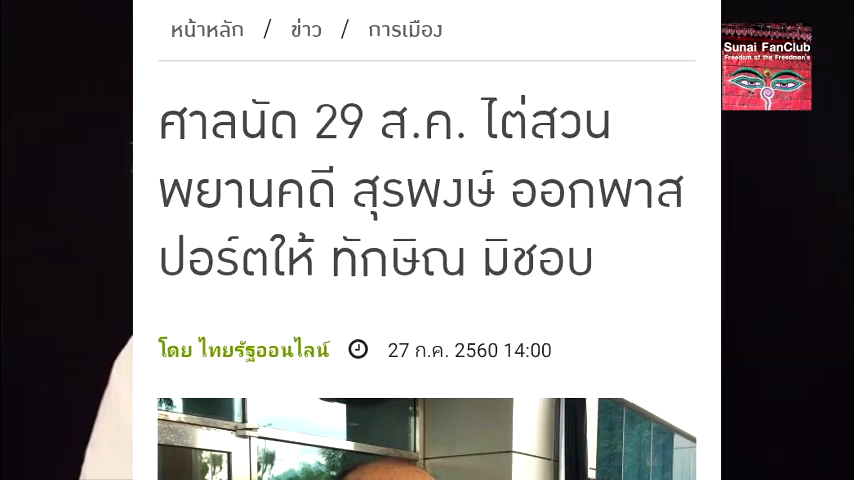 หน้าหลัก / ข่าว / การเมือง
Sunai FanClub
Freedom of the Freedmen's
ศาลนัด 29 ส.ค. ไต่สวน
พยานคดี สุรพงษ์ ออกพาส
ปอร์ตให้ ทักษิณ มิชอบ
โดย ไทยรัฐออนไลน์ 27 ก.ค. 2560 14:00